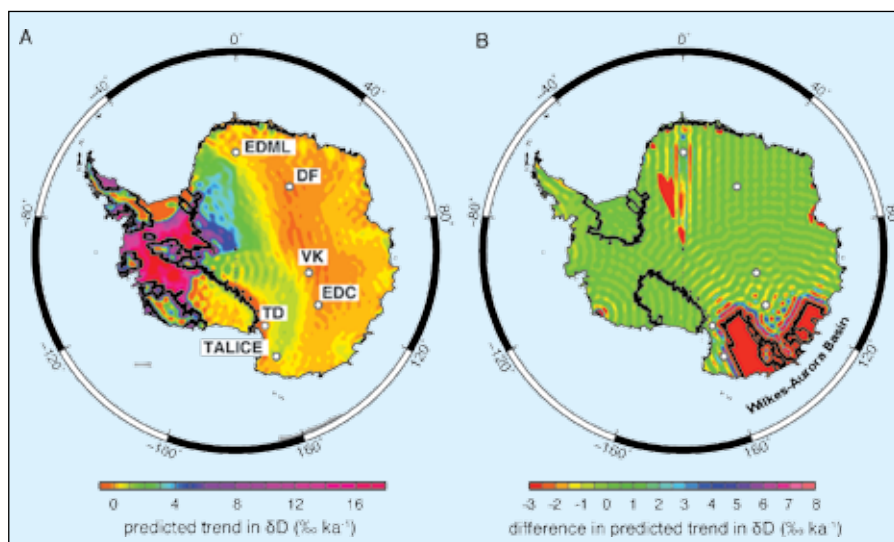 A
0°
40°
80°
120°
160°
-160°
-120°
-80°
-40°
EDML
DF
VK
EDC
TD
TALICE
0 4 8 12 16
predicted trend in δD (‰ ka⁻¹)
B
0°
40°
80°
120°
160°
-160°
-120°
-80°
-40°
Wilkes-Aurora Basin
-3 -2 -1 0 1 2 3 4 5 6 7 8
difference in predicted trend in δD (‰ ka⁻¹)